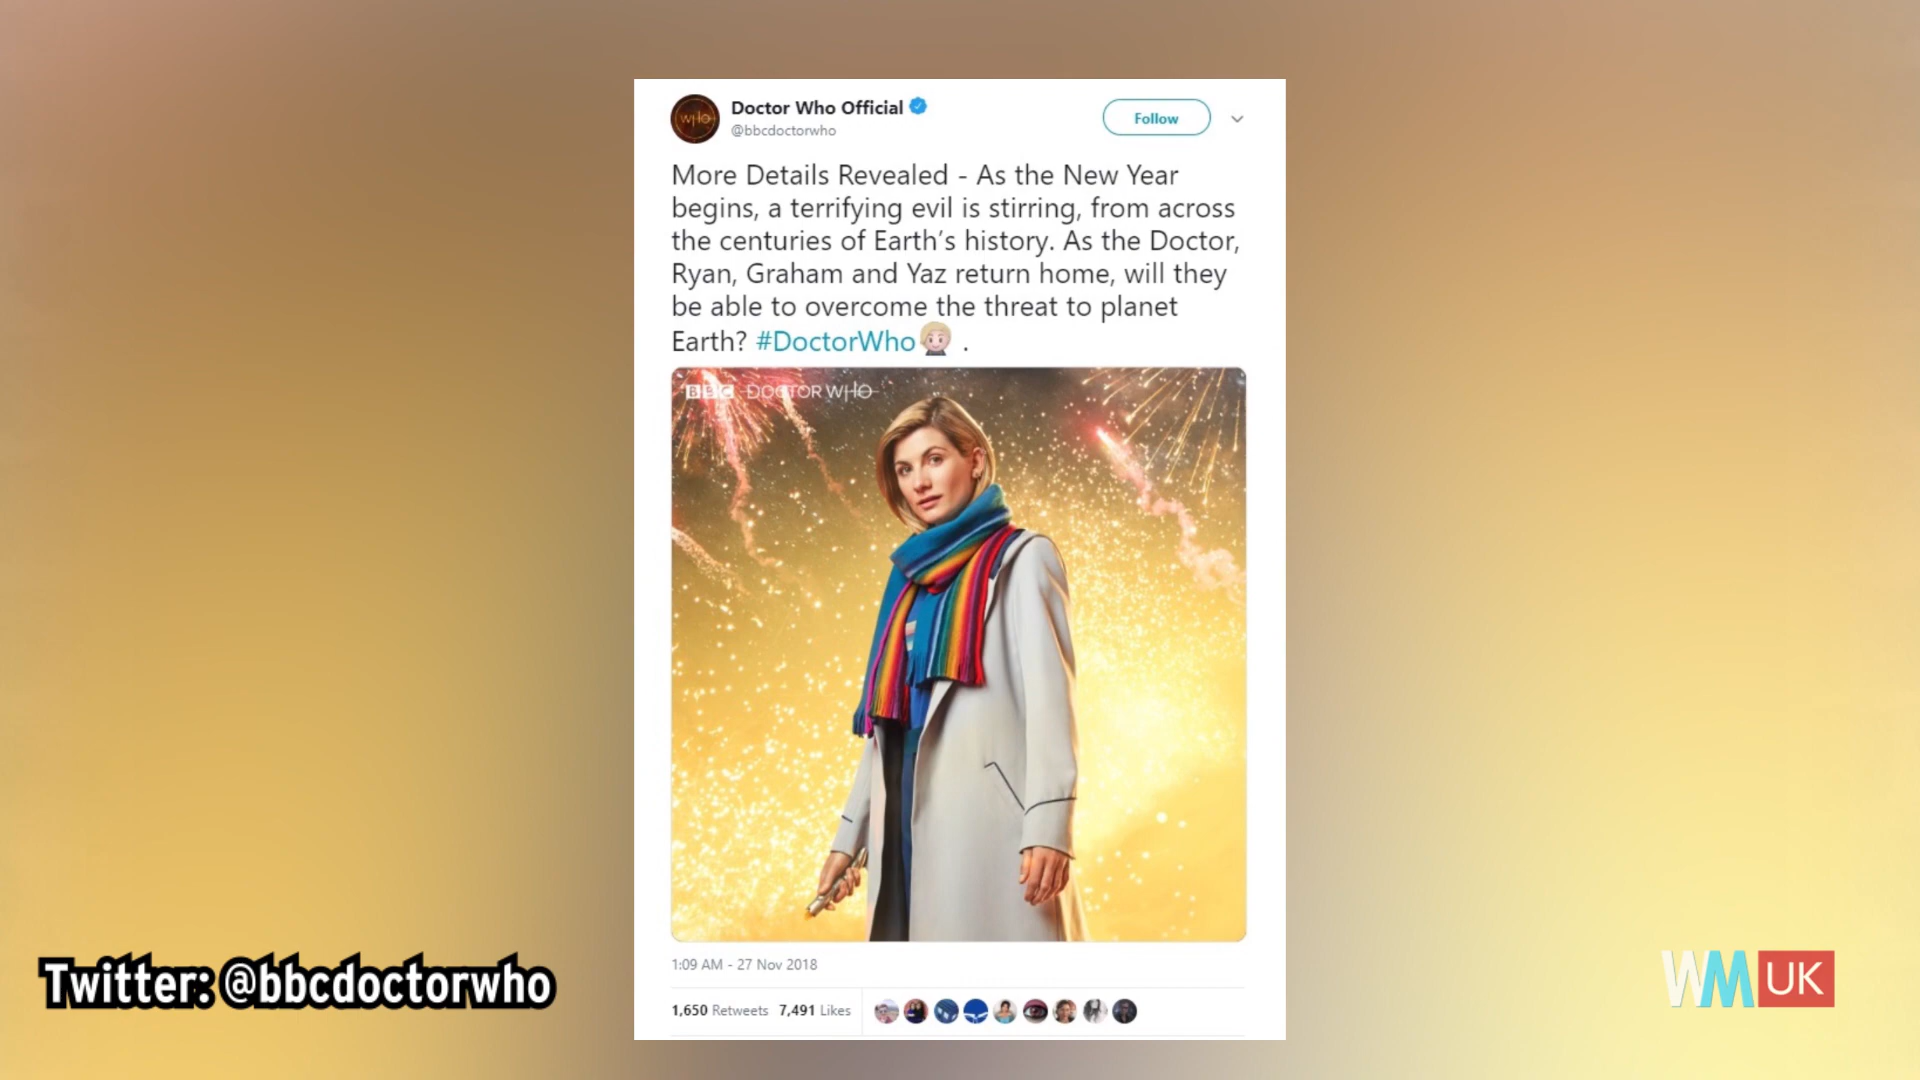 WHO
Doctor Who Official
@bbcdoctorwho
Follow
More Details Revealed - As the New Year
begins, a terrifying evil is stirring, from across
the centuries of Earth's history. As the Doctor,
Ryan, Graham and Yaz return home, will they
be able to overcome the threat to planet
Earth? #DoctorWho .
BBC DOCTOR WHO
1:09 AM - 27 Nov 2018
1,650 Retweets 7,491 Likes
Twitter: @bbcdoctorwho
WM UK